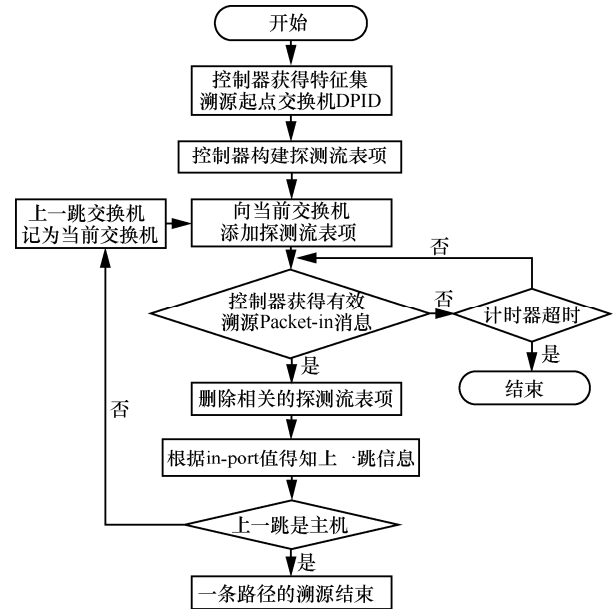 开始
控制器获得特征集
溯源起点交换机DPID
控制器构建探测流表项
上一跳交换机
记为当前交换机
向当前交换机
添加探测流表项
否
控制器获得有效
溯源Packet-in消息
否
计时器超时
是
是
结束
删除相关的探测流表项
否
根据in-port值得知上一跳信息
上一跳是主机
是
一条路径的溯源结束